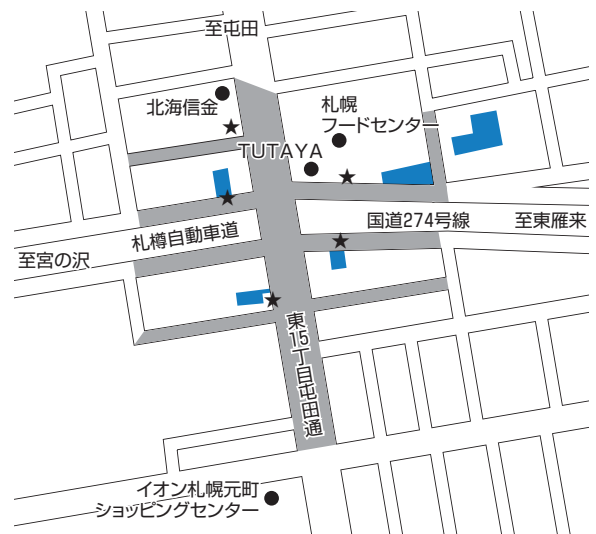 至屯田
北海信金
札幌
フードセンター
TUTAYA
国道274号線
至東雁来
札樽自動車道
至宮の沢
東15丁目屯田通
イオン札幌元町
ショッピングセンター